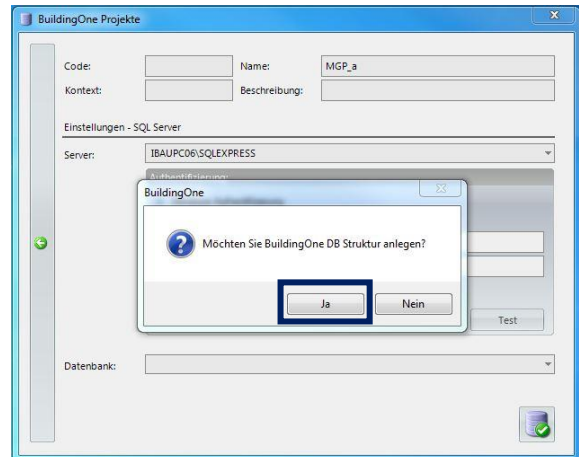 BuildingOne Projekte
Code:
Name:
MGP_a
Kontext:
Beschreibung:
Einstellungen - SQL Server
Server:
IBAUPC06\SQLEXPRESS
Authentifizierung:
BuildingOne
Möchten Sie BuildingOne DB Struktur anlegen?
Ja
Nein
Test
Datenbank: